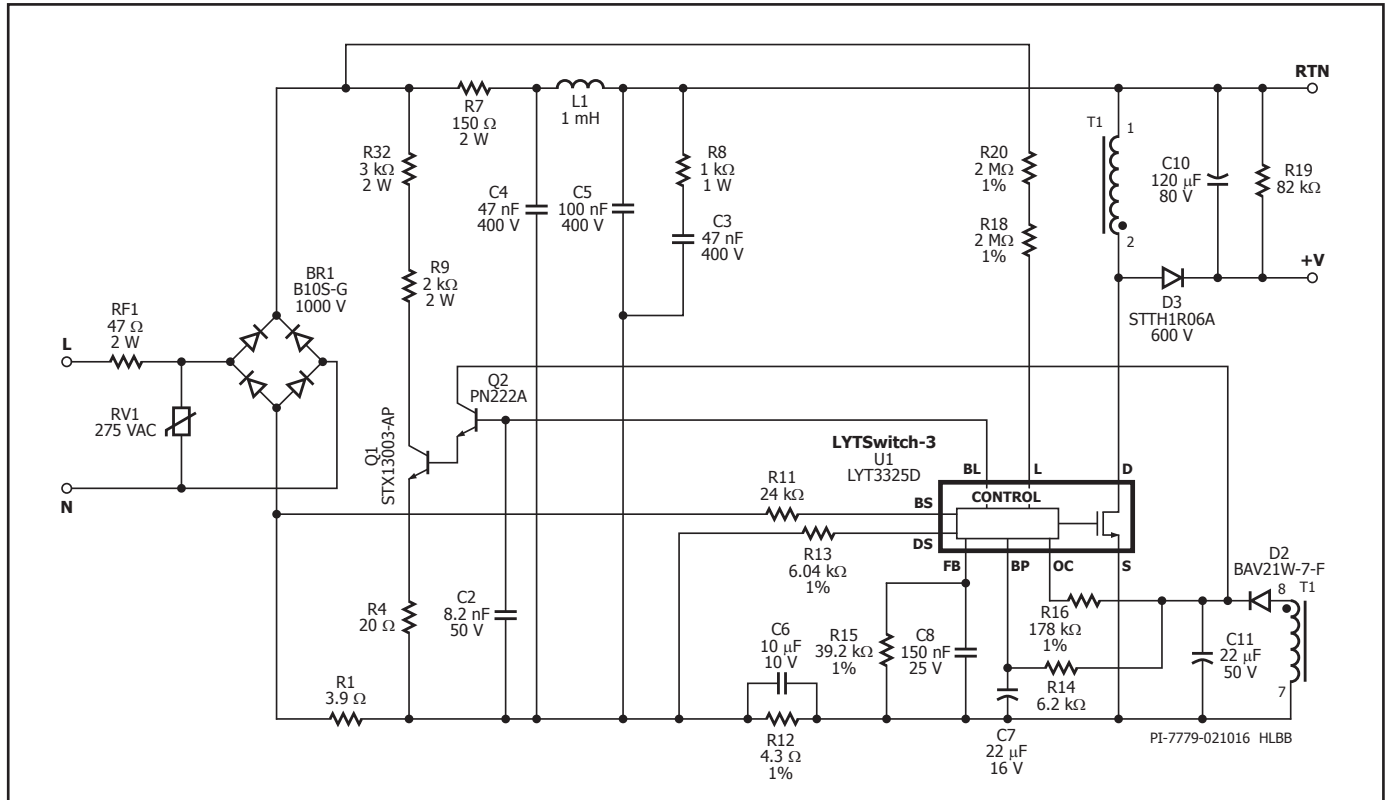 RTN
R7
150 Ω
2 W
L1
1 mH
R32
3 kΩ
2 W
C4
47 nF
400 V
C5
100 nF
400 V
R8
1 kΩ
1 W
C3
47 nF
400 V
R20
2 MΩ
1%
R18
2 MΩ
1%
T1
1
2
C10
120 μF
80 V
R19
82 kΩ
+V
D3
STTH1R06A
600 V
R9
2 kΩ
2 W
BR1
B10S-G
1000 V
RF1
47 Ω
2 W
L
RV1
275 VAC
N
Q2
PN222A
Q1
STX13003-AP
LYTSwitch-3
U1
LYT3325D
BL
L
D
CONTROL
BS
DS
FB
BP
OC
S
R11
24 kΩ
R13
6.04 kΩ
1%
D2
BAV21W-7-F
8
T1
7
R4
20 Ω
C2
8.2 nF
50 V
C6
10 μF
10 V
R15
39.2 kΩ
1%
C8
150 nF
25 V
R16
178 kΩ
1%
R14
6.2 kΩ
C11
22 μF
50 V
R1
3.9 Ω
R12
4.3 Ω
1%
C7
22 μF
16 V
PI-7779-021016 HLBB